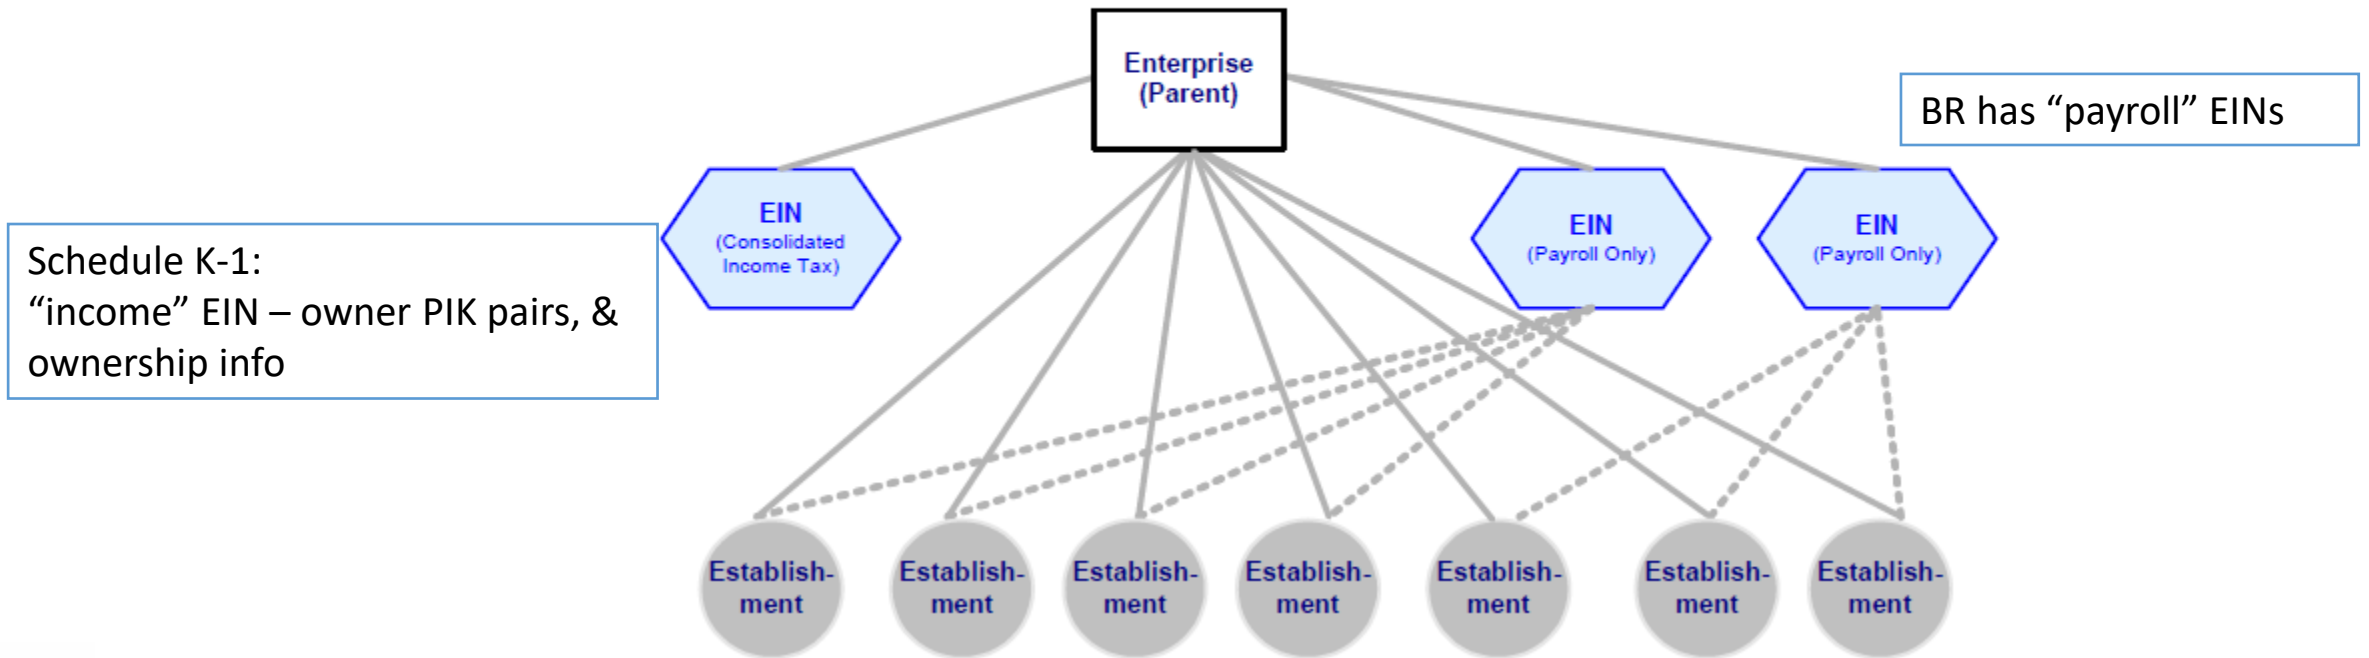 Enterprise
(Parent)
BR has “payroll” EINs
EIN
(Consolidated
Income Tax)
EIN
(Payroll Only)
EIN
(Payroll Only)
Schedule K-1:
“income” EIN – owner PIK pairs, &
ownership info
Establish-
ment
Establish-
ment
Establish-
ment
Establish-
ment
Establish-
ment
Establish-
ment
Establish-
ment